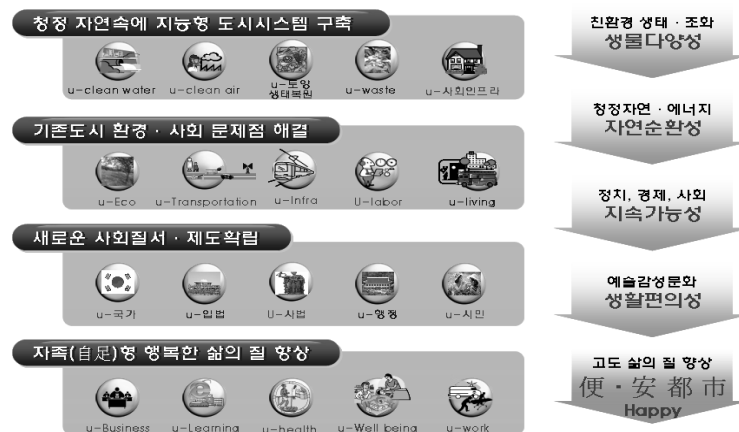 청정 자연속에 지능형 도시시스템 구축
u-clean water
u-clean air
u-토양
생태복원
u-waste
u-사회인프라
기존도시 환경 · 사회 문제점 해결
u-Eco
u-Transportation
u-Infra
U-labor
u-living
새로운 사회질서 · 제도확립
u-국가
u-입법
U-사법
u-행정
u-시민
자족(自足)형 행복한 삶의 질 향상
u-Business
u-Learning
u-health
u-Well being
u-work
친환경 생태 · 조화
생물다양성
청정자연 · 에너지
자연순환성
정치, 경제, 사회
지속가능성
예술감성문화
생활편의성
고도 삶의 질 향상
便 · 安 都 市
Happy